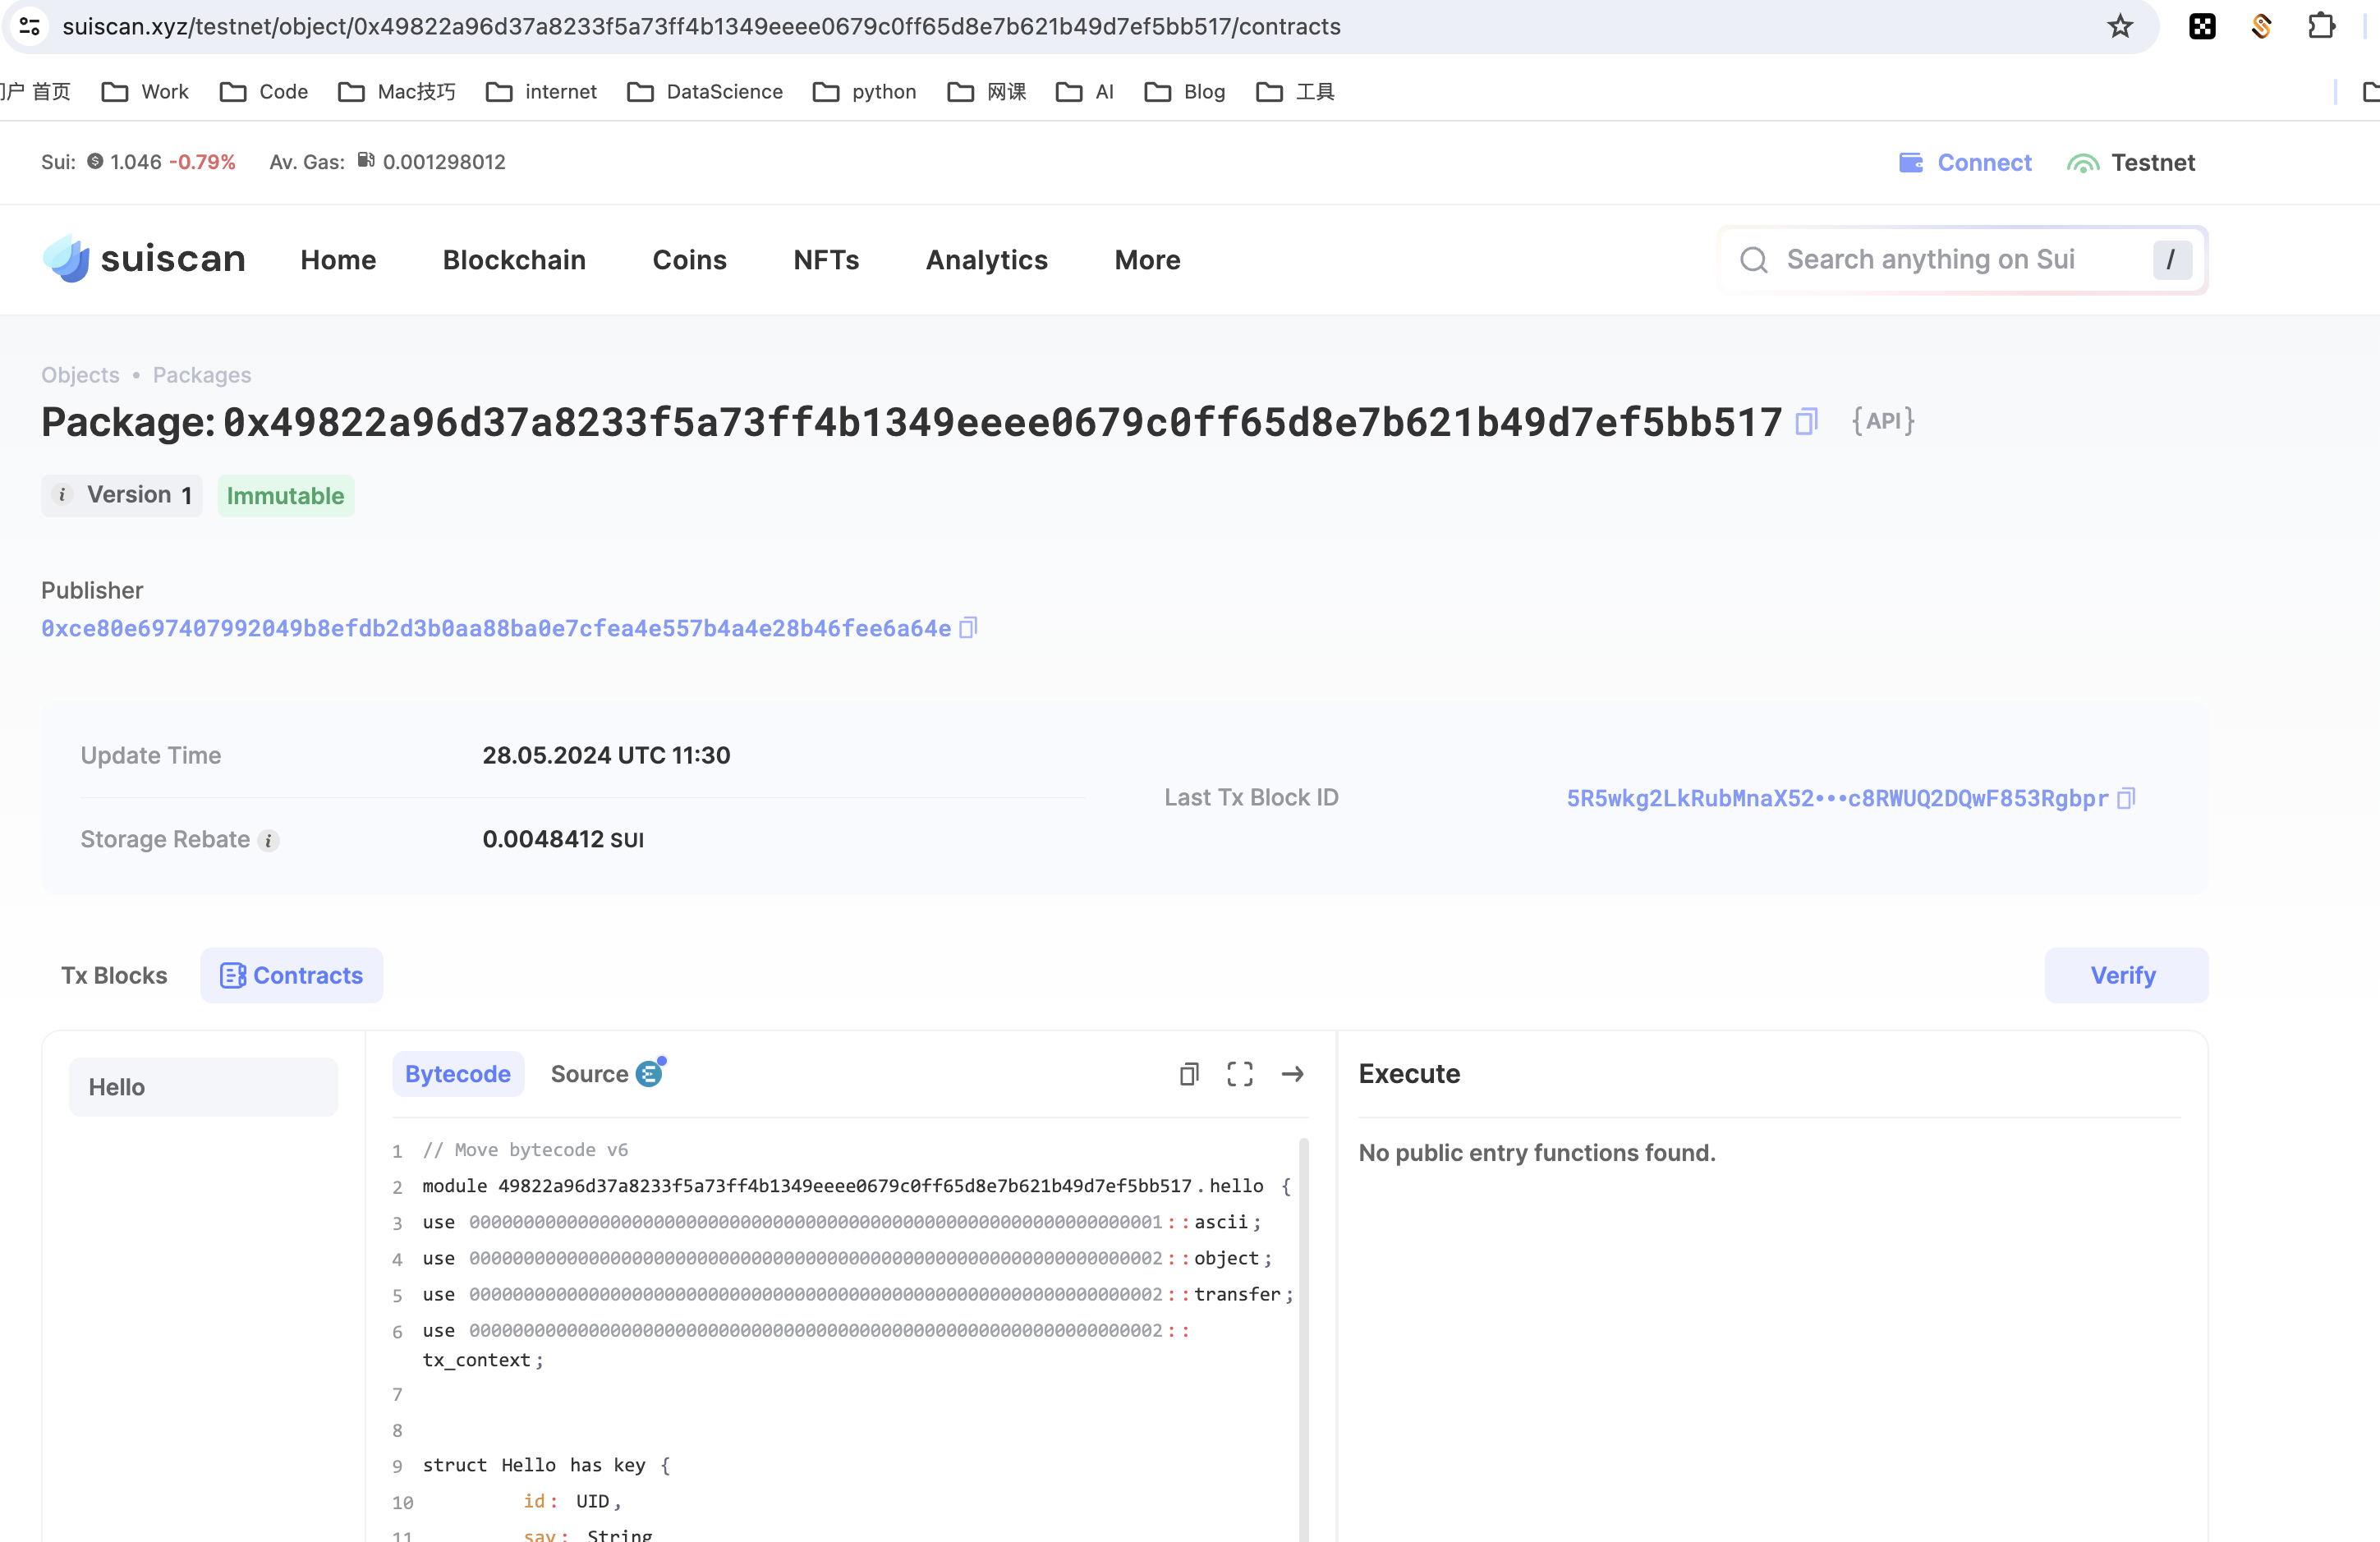 suiscan.xyz/testnet/object/0x49822a96d37a8233f5a73ff4b1349eeee0679c0ff65d8e7b621b49d7ef5bb517/contracts
户 首页 Work Code Mac技巧 internet DataScience python 网课 AI Blog 工具
Sui: 1.046 -0.79% Av. Gas: 0.001298012 Connect Testnet
suiscan Home Blockchain Coins NFTs Analytics More Search anything on Sui /
Objects • Packages
Package: 0x49822a96d37a8233f5a73ff4b1349eeee0679c0ff65d8e7b621b49d7ef5bb517 {API}
i Version 1 Immutable
Publisher
0xce80e697407992049b8efdb2d3b0aa88ba0e7cfea4e557b4a4e28b46fee6a64e
Update Time 28.05.2024 UTC 11:30
Last Tx Block ID 5R5wkg2LkRubMnaX52•••c8RWUQ2DQwF853Rgbpr
Storage Rebate i 0.0048412 SUI
Tx Blocks Contracts Verify
Hello
Bytecode Source
Execute
No public entry functions found.
1 // Move bytecode v6
2 module 49822a96d37a8233f5a73ff4b1349eeee0679c0ff65d8e7b621b49d7ef5bb517.hello {
3 use 0000000000000000000000000000000000000000000000000000000000000001::ascii;
4 use 0000000000000000000000000000000000000000000000000000000000000002::object;
5 use 0000000000000000000000000000000000000000000000000000000000000002::transfer;
6 use 0000000000000000000000000000000000000000000000000000000000000002::
tx_context;
7
8
9 struct Hello has key {
10 id: UID,
11 say: String